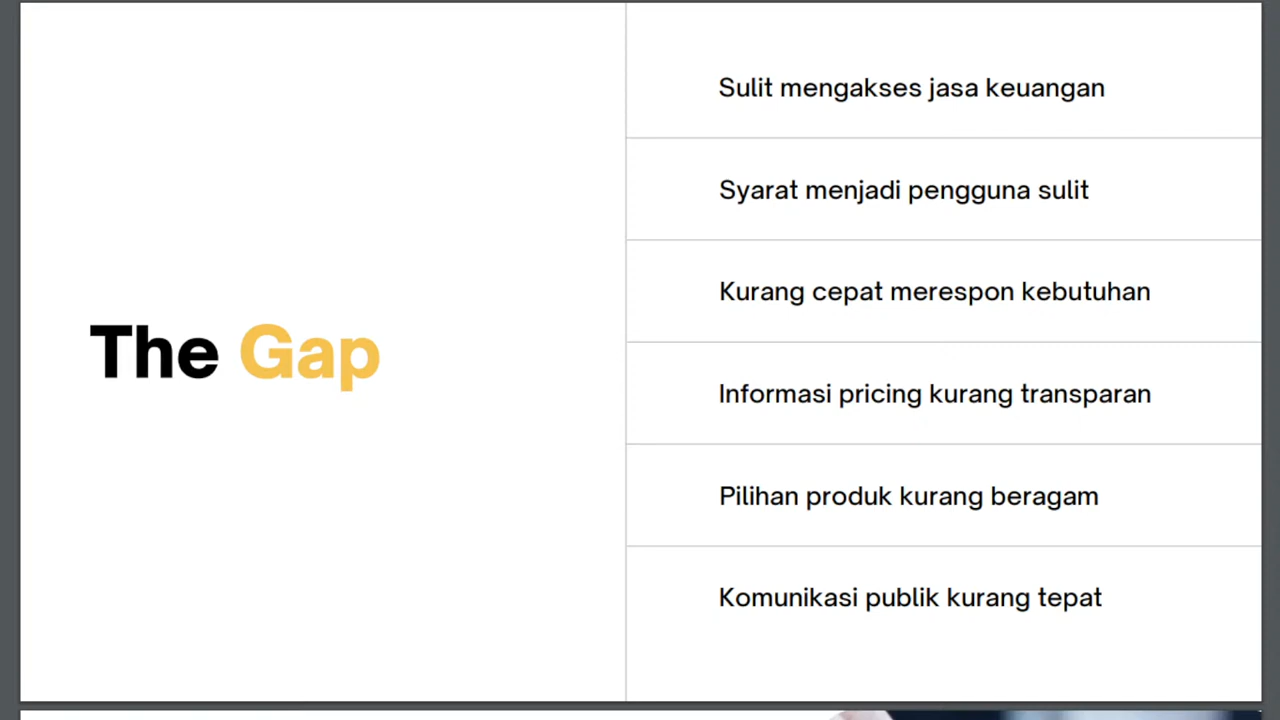 The Gap
Sulit mengakses jasa keuangan
Syarat menjadi pengguna sulit
Kurang cepat merespon kebutuhan
Informasi pricing kurang transparan
Pilihan produk kurang beragam
Komunikasi publik kurang tepat